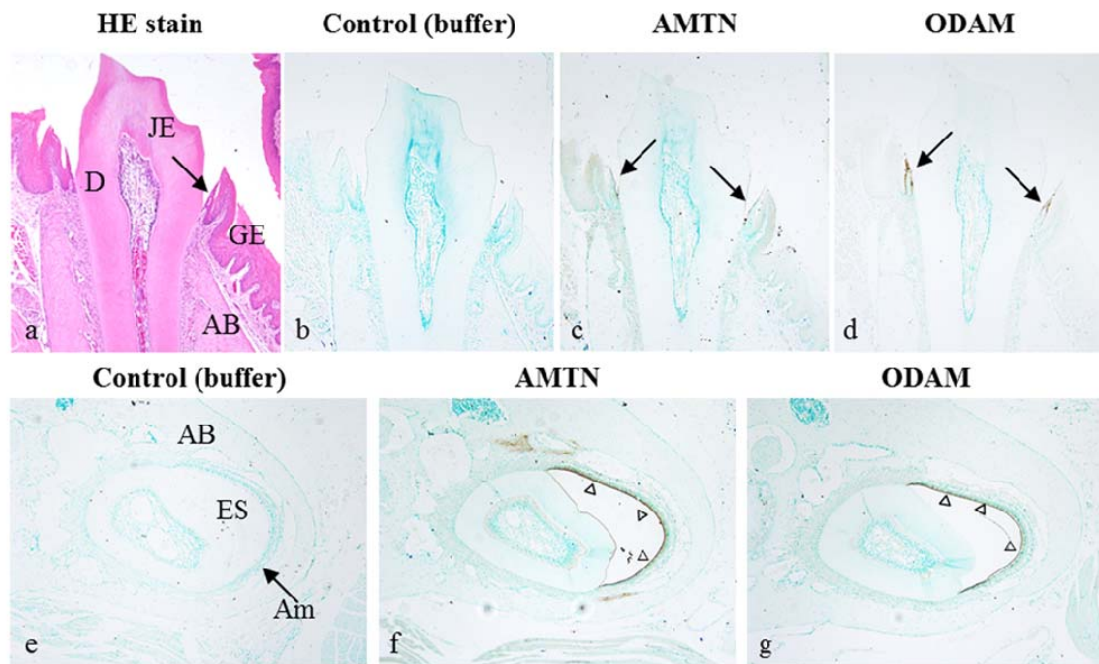 HE stain
Control (buffer)
AMTN
ODAM
JE
D
GE
AB
a
b
c
d
Control (buffer)
AMTN
ODAM
AB
ES
Am
e
f
g